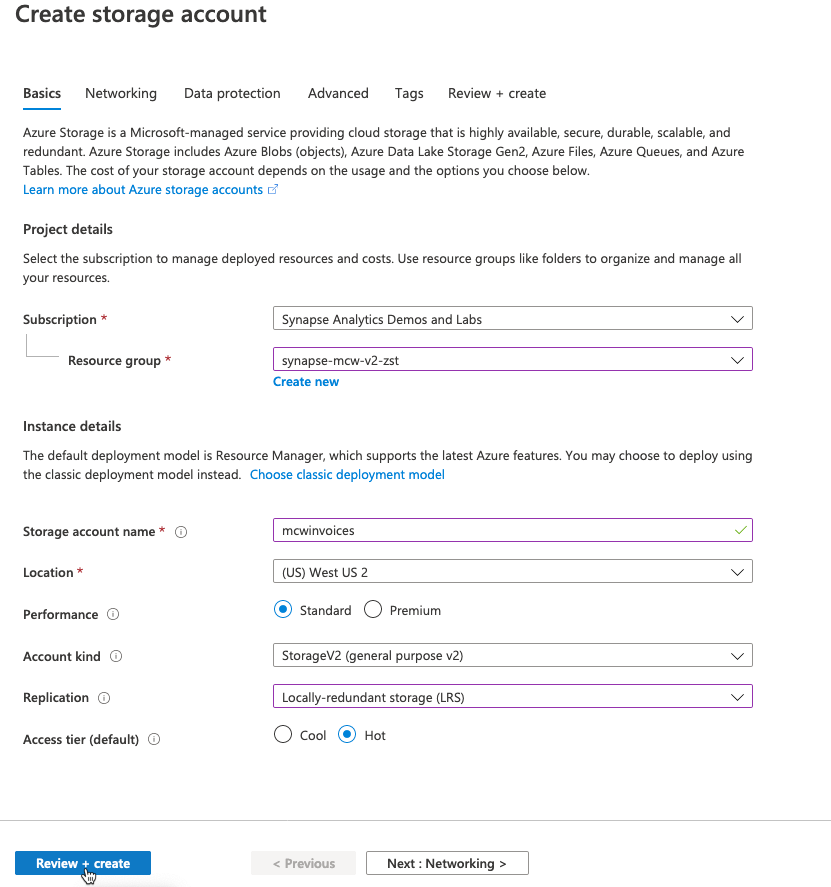 Create storage account
Basics Networking Data protection Advanced Tags Review + create
Azure Storage is a Microsoft-managed service providing cloud storage that is highly available, secure, durable, scalable, and
redundant. Azure Storage includes Azure Blobs (objects), Azure Data Lake Storage Gen2, Azure Files, Azure Queues, and Azure
Tables. The cost of your storage account depends on the usage and the options you choose below.
Learn more about Azure storage accounts
Project details
Select the subscription to manage deployed resources and costs. Use resource groups like folders to organize and manage all
your resources.
Subscription * Synapse Analytics Demos and Labs
Resource group * synapse-mcw-v2-zst
Create new
Instance details
The default deployment model is Resource Manager, which supports the latest Azure features. You may choose to deploy using
the classic deployment model instead. Choose classic deployment model
Storage account name * mcwinvoices
Location * (US) West US 2
Performance Standard Premium
Account kind StorageV2 (general purpose v2)
Replication Locally-redundant storage (LRS)
Access tier (default) Cool Hot
Review + create < Previous Next : Networking >